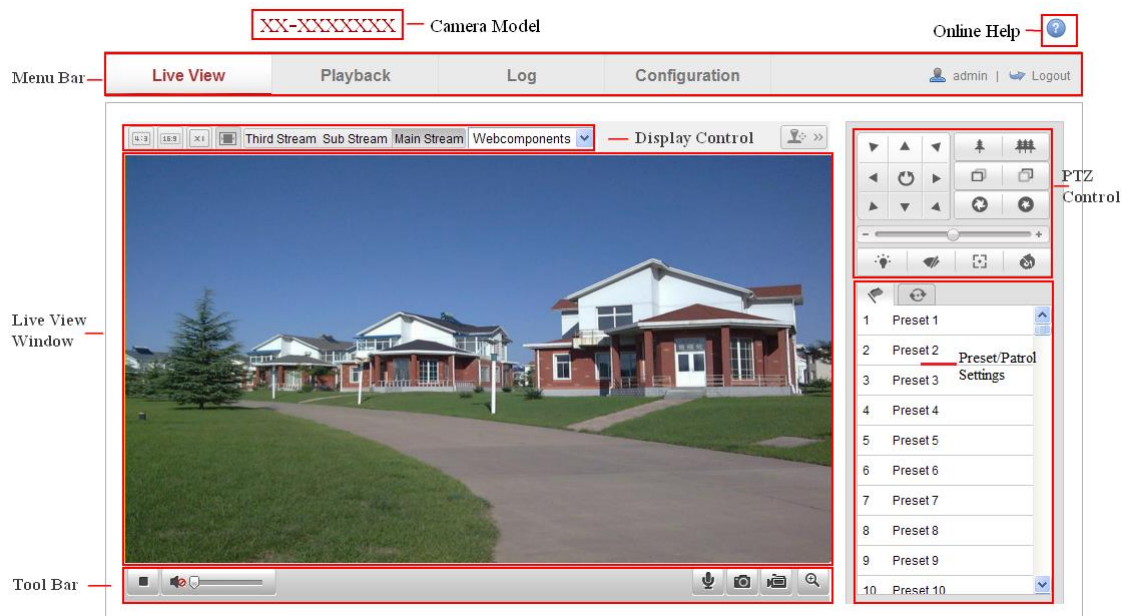 XX-XXXXXXX
Camera Model
Online Help
?
Menu Bar
Live View
Playback
Log
Configuration
admin | Logout
4:3
16:9
X1
Third Stream
Sub Stream
Main Stream
Webcomponents
Display Control
PTZ
Control
Live View
Window
1 Preset 1
2 Preset 2
Preset/Patrol
Settings
3 Preset 3
4 Preset 4
5 Preset 5
6 Preset 6
7 Preset 7
8 Preset 8
9 Preset 9
10 Preset 10
Tool Bar